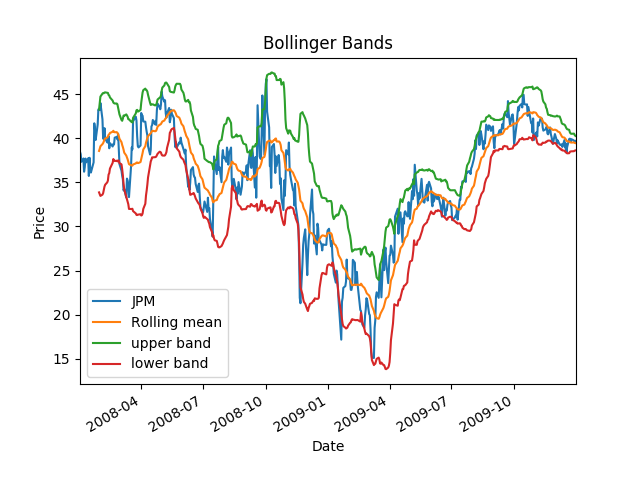 Bollinger Bands
Price
45
40
35
30
25
20
15
JPM
Rolling mean
upper band
lower band
2008-04
2008-07
2008-10
2009-01
2009-04
2009-07
2009-10
Date